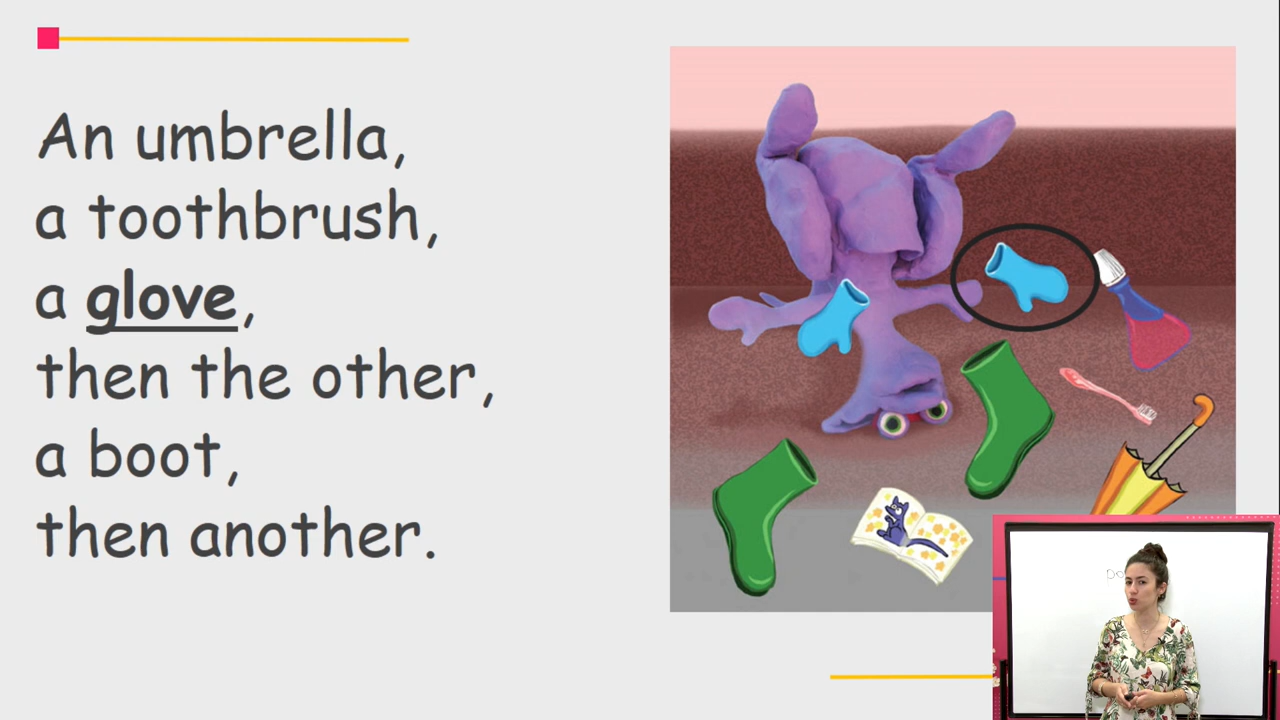 An umbrella,
a toothbrush,
a glove,
then the other,
a boot,
then another.